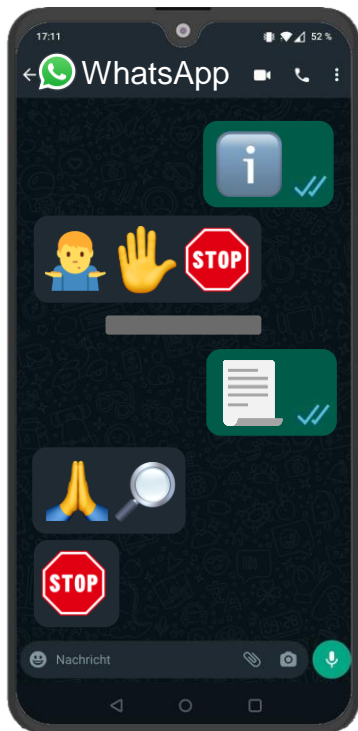 17:11 52 %
WhatsApp
i
STOP
STOP
Nachricht